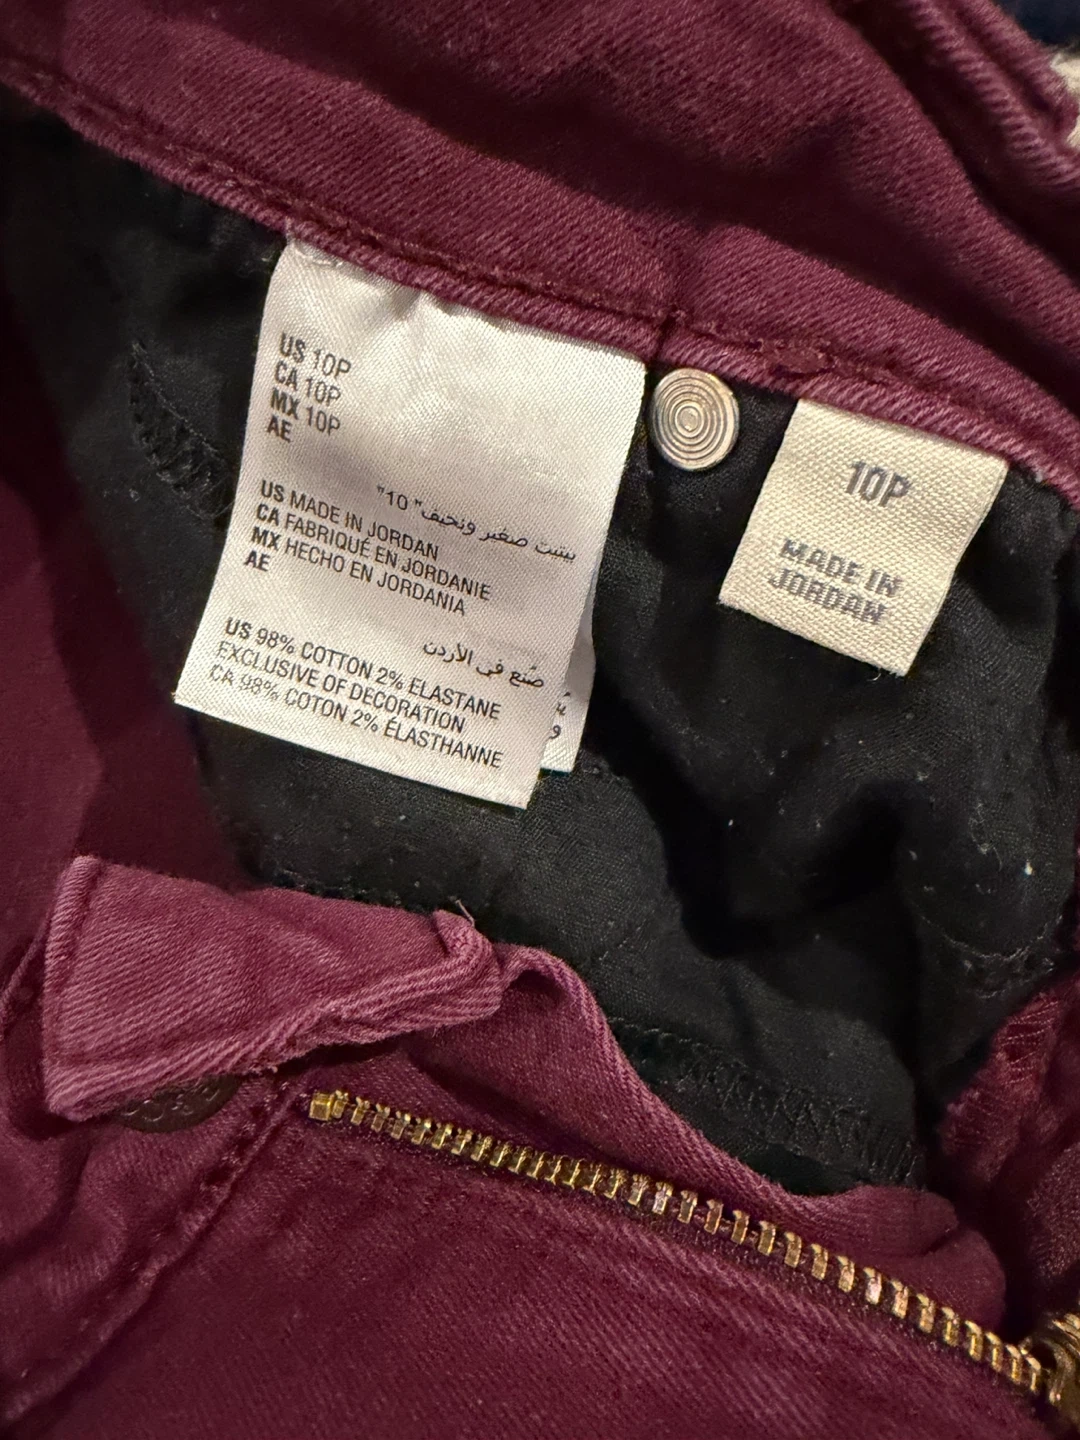 US 10P
CA 10P
MX 10P
AE
بيتيت صغير ونحيف" 10"
US MADE IN JORDAN
CA FABRIQUÉ EN JORDANIE
MX HECHO EN JORDANIA
AE
صُنع في الأردن
US 98% COTTON 2% ELASTANE
EXCLUSIVE OF DECORATION
CA 98% COTON 2% ÉLASTHANNE
10P
MADE IN
JORDAN